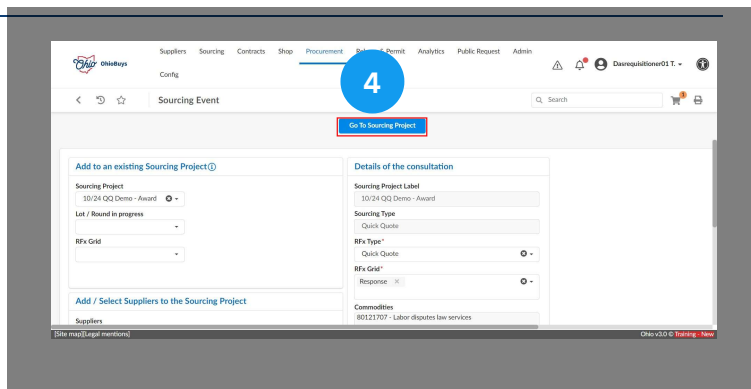 Suppliers Sourcing Contracts Shop Procurement & Permit Analytics Public Request Admin
Ohio OhioBuys
Dasrequisitioner01 T.
Config
4
Sourcing Event
Search
1
Go To Sourcing Project
Add to an existing Sourcing Project
Details of the consultation
Sourcing Project
Sourcing Project Label
10/24 QQ Demo - Award
10/24 QQ Demo - Award
Lot / Round in progress
Sourcing Type
Quick Quote
RFx Grid
RFx Type*
Quick Quote
RFx Grid*
Response
Add / Select Suppliers to the Sourcing Project
Commodities
Suppliers
80121707 - Labor disputes law services
[Site map][Legal mentions]
Ohio v3.0 © Training - New